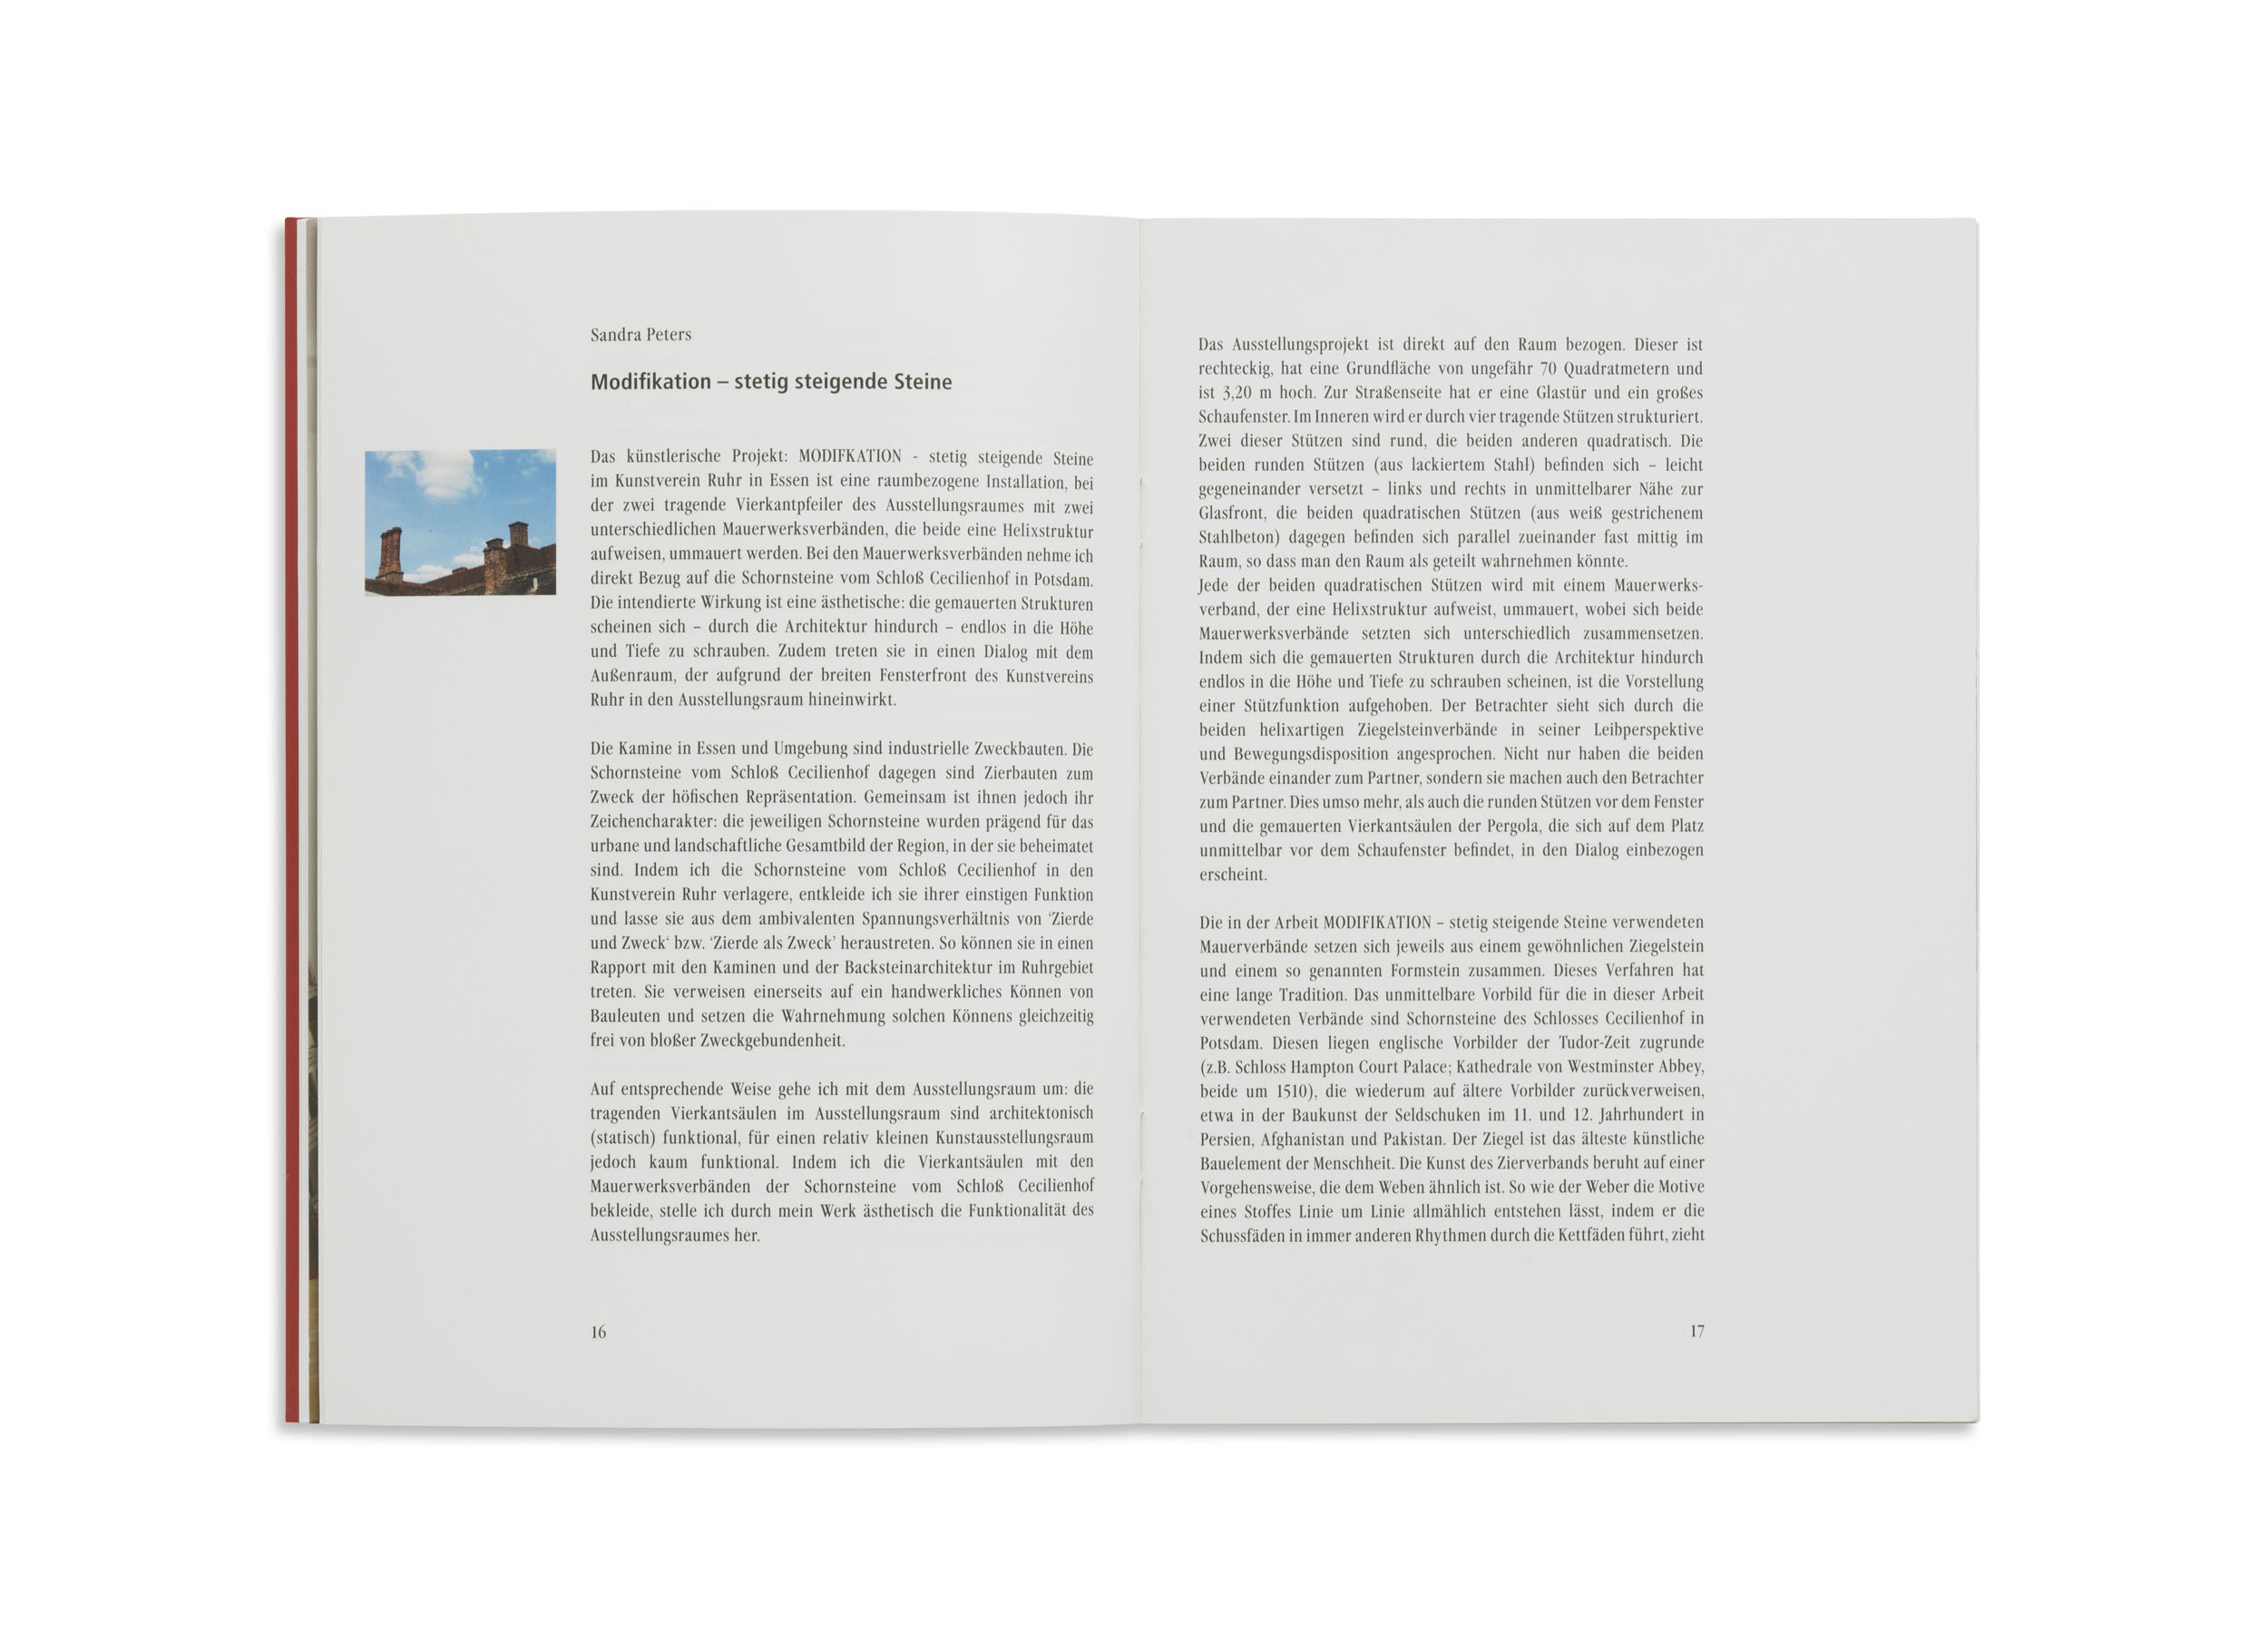 Sandra Peters
Modifikation – stetig steigende Steine
Das künstlerische Projekt: MODIFKATION - stetig steigende Steine
im Kunstverein Ruhr in Essen ist eine raumbezogene Installation, bei
der zwei tragende Vierkantpfeiler des Ausstellungsraumes mit zwei
unterschiedlichen Mauerwerksverbänden, die beide eine Helixstruktur
aufweisen, ummauert werden. Bei den Mauerwerksverbänden nehme ich
direkt Bezug auf die Schornsteine vom Schloß Cecilienhof in Potsdam.
Die intendierte Wirkung ist eine ästhetische: die gemauerten Strukturen
scheinen sich – durch die Architektur hindurch – endlos in die Höhe
und Tiefe zu schrauben. Zudem treten sie in einen Dialog mit dem
Außenraum, der aufgrund der breiten Fensterfront des Kunstvereins
Ruhr in den Ausstellungsraum hineinwirkt.
Die Kamine in Essen und Umgebung sind industrielle Zweckbauten. Die
Schornsteine vom Schloß Cecilienhof dagegen sind Zierbauten zum
Zweck der höfischen Repräsentation. Gemeinsam ist ihnen jedoch ihr
Zeichencharakter: die jeweiligen Schornsteine wurden prägend für das
urbane und landschaftliche Gesamtbild der Region, in der sie beheimatet
sind. Indem ich die Schornsteine vom Schloß Cecilienhof in den
Kunstverein Ruhr verlagere, entkleide ich sie ihrer einstigen Funktion
und lasse sie aus dem ambivalenten Spannungsverhältnis von ‘Zierde
und Zweck‘ bzw. ‘Zierde als Zweck’ heraustreten. So können sie in einen
Rapport mit den Kaminen und der Backsteinarchitektur im Ruhrgebiet
treten. Sie verweisen einerseits auf ein handwerkliches Können von
Bauleuten und setzen die Wahrnehmung solchen Könnens gleichzeitig
frei von bloßer Zweckgebundenheit.
Auf entsprechende Weise gehe ich mit dem Ausstellungsraum um: die
tragenden Vierkantsäulen im Ausstellungsraum sind architektonisch
(statisch) funktional, für einen relativ kleinen Kunstausstellungsraum
jedoch kaum funktional. Indem ich die Vierkantsäulen mit den
Mauerwerksverbänden der Schornsteine vom Schloß Cecilienhof
bekleide, stelle ich durch mein Werk ästhetisch die Funktionalität des
Ausstellungsraumes her.
16
Das Ausstellungsprojekt ist direkt auf den Raum bezogen. Dieser ist
rechteckig, hat eine Grundfläche von ungefähr 70 Quadratmetern und
ist 3,20 m hoch. Zur Straßenseite hat er eine Glastür und ein großes
Schaufenster. Im Inneren wird er durch vier tragende Stützen strukturiert.
Zwei dieser Stützen sind rund, die beiden anderen quadratisch. Die
beiden runden Stützen (aus lackiertem Stahl) befinden sich – leicht
gegeneinander versetzt – links und rechts in unmittelbarer Nähe zur
Glasfront, die beiden quadratischen Stützen (aus weiß gestrichenem
Stahlbeton) dagegen befinden sich parallel zueinander fast mittig im
Raum, so dass man den Raum als geteilt wahrnehmen könnte.
Jede der beiden quadratischen Stützen wird mit einem Mauerwerks-
verband, der eine Helixstruktur aufweist, ummauert, wobei sich beide
Mauerwerksverbände setzten sich unterschiedlich zusammensetzen.
Indem sich die gemauerten Strukturen durch die Architektur hindurch
endlos in die Höhe und Tiefe zu schrauben scheinen, ist die Vorstellung
einer Stützfunktion aufgehoben. Der Betrachter sieht sich durch die
beiden helixartigen Ziegelsteinverbände in seiner Leibperspektive
und Bewegungsdisposition angesprochen. Nicht nur haben die beiden
Verbände einander zum Partner, sondern sie machen auch den Betrachter
zum Partner. Dies umso mehr, als auch die runden Stützen vor dem Fenster
und die gemauerten Vierkantsäulen der Pergola, die sich auf dem Platz
unmittelbar vor dem Schaufenster befindet, in den Dialog einbezogen
erscheint.
Die in der Arbeit MODIFIKATION – stetig steigende Steine verwendeten
Mauerverbände setzen sich jeweils aus einem gewöhnlichen Ziegelstein
und einem so genannten Formstein zusammen. Dieses Verfahren hat
eine lange Tradition. Das unmittelbare Vorbild für die in dieser Arbeit
verwendeten Verbände sind Schornsteine des Schlosses Cecilienhof in
Potsdam. Diesen liegen englische Vorbilder der Tudor-Zeit zugrunde
(z.B. Schloss Hampton Court Palace; Kathedrale von Westminster Abbey,
beide um 1510), die wiederum auf ältere Vorbilder zurückverweisen,
etwa in der Baukunst der Seldschuken im 11. und 12. Jahrhundert in
Persien, Afghanistan und Pakistan. Der Ziegel ist das älteste künstliche
Bauelement der Menschheit. Die Kunst des Zierverbands beruht auf einer
Vorgehensweise, die dem Weben ähnlich ist. So wie der Weber die Motive
eines Stoffes Linie um Linie allmählich entstehen lässt, indem er die
Schussfäden in immer anderen Rhythmen durch die Kettfäden führt, zieht
17